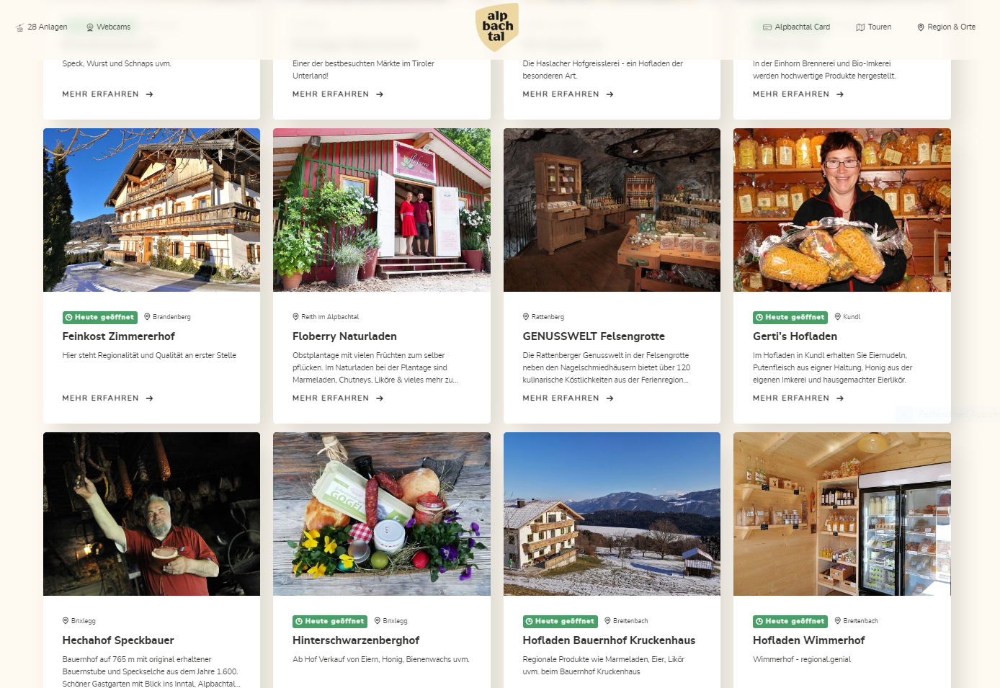 28 Anlagen
Webcams
alp
bach
tal
Alpbachtal Card
Touren
Region & Orte
Speck, Wurst und Schnaps uvm.
MEHR ERFAHREN
Einer der bestbesuchten Märkte im Tiroler
Unterland!
MEHR ERFAHREN
Die Haslacher Hofgreisslerei - ein Hofladen der
besonderen Art.
MEHR ERFAHREN
In der Einhorn Brennerei und Bio-Imkerei
werden hochwertige Produkte hergestellt.
MEHR ERFAHREN
Heute geöffnet
Brandenberg
Feinkost Zimmererhof
Hier steht Regionalität und Qualität an erster Stelle
MEHR ERFAHREN
floberry
Reith im Alpbachtal
Floberry Naturladen
Obstplantage mit vielen Früchten zum selber
pflücken. Im Naturladen bei der Plantage sind
Marmeladen, Chutneys, Liköre & vieles mehr zu...
MEHR ERFAHREN
Rattenberg
GENUSSWELT Felsengrotte
Die Rattenberger Genusswelt in der Felsengrotte
neben den Nagelschmiedhäusern bietet über 120
kulinarische Köstlichkeiten aus der Ferienregion...
MEHR ERFAHREN
Heute geöffnet
Kundl
Gerti's Hofladen
Im Hofladen in Kundl erhalten Sie Eiernudeln,
Putenfleisch aus eigner Haltung, Honig aus der
eigenen Imkerei und hausgemachter Eierlikör.
MEHR ERFAHREN
Brixlegg
Hechahof Speckbauer
Bauernhof auf 765 m mit original erhaltener
Bauernstube und Speckselche aus dem Jahre 1.600.
Schöner Gastgarten mit Blick ins Inntal, Alpbachtal...
GOGEL
Heute geöffnet
Brixlegg
Hinterschwarzenberghof
Ab Hof Verkauf von Eiern, Honig, Bienenwachs uvm.
Heute geöffnet
Breitenbach
Hofladen Bauernhof Kruckenhaus
Regionale Produkte wie Marmeladen, Eier, Likör
uvm. beim Bauernhof Kruckenhaus
Heute geöffnet
Breitenbach
Hofladen Wimmerhof
Wimmerhof - regional.genial